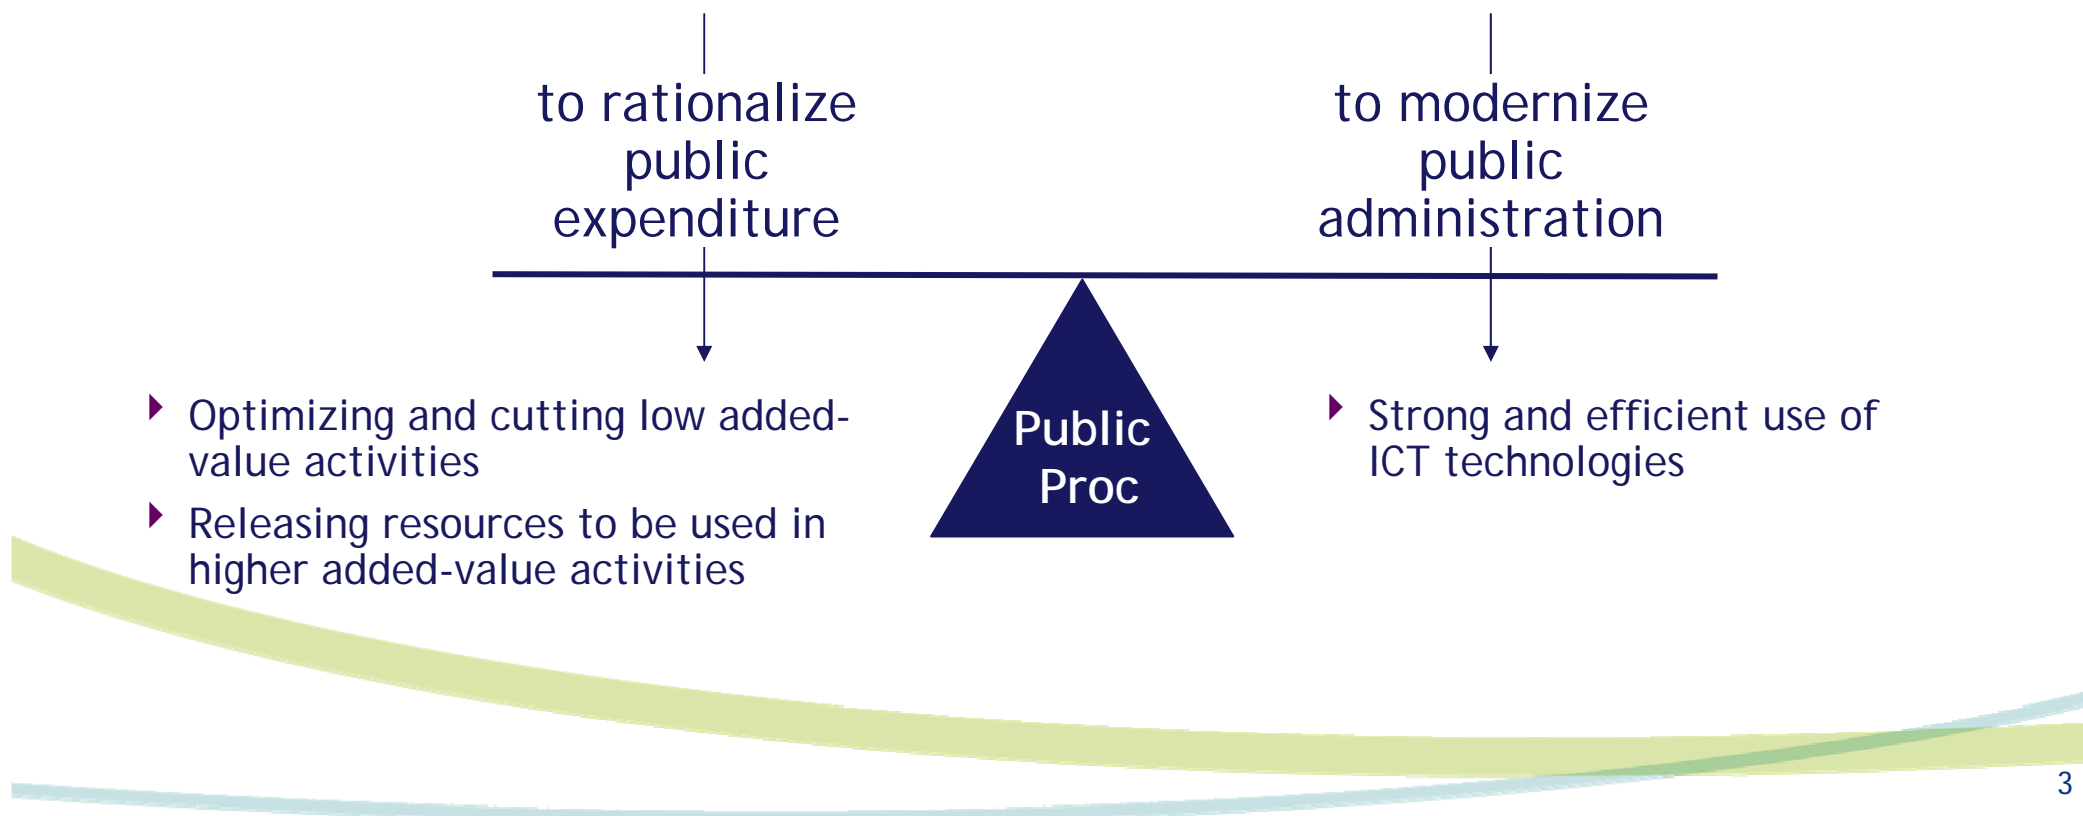 to rationalize
public
expenditure
to modernize
public
administration
Optimizing and cutting low added-
value activities
Releasing resources to be used in
higher added-value activities
Public
Proc
Strong and efficient use of
ICT technologies
3